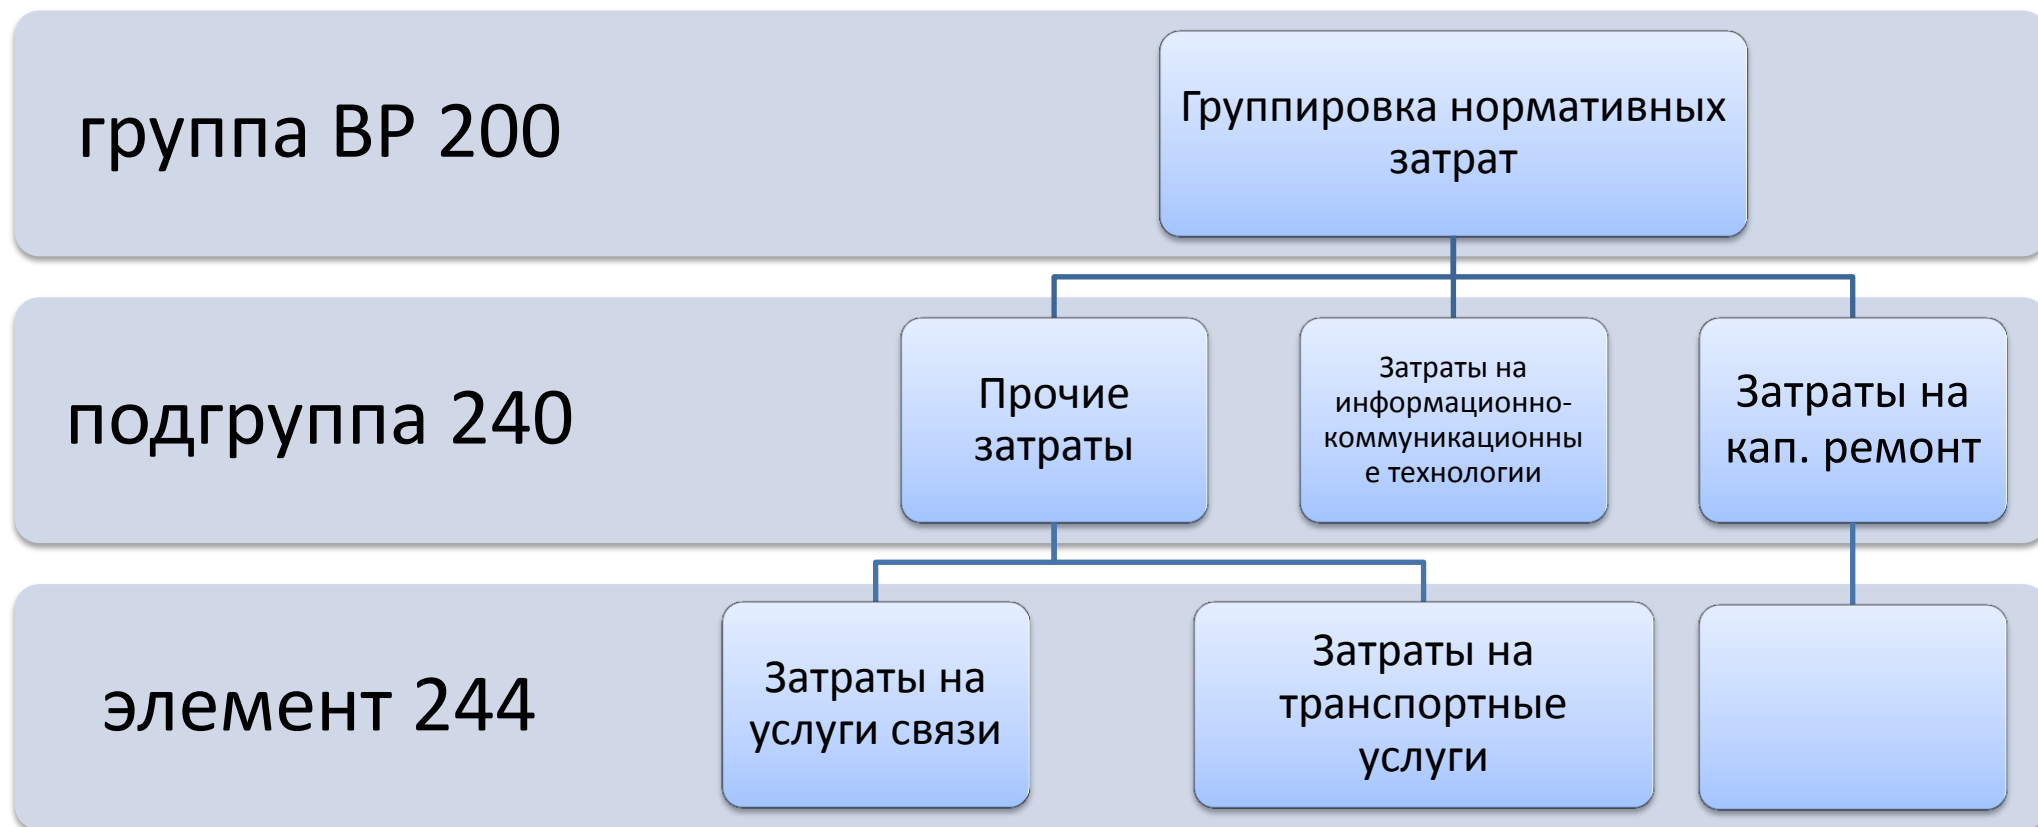 группа ВР 200
Группировка нормативных
затрат
подгруппа 240
Прочие
затраты
Затраты на
информационно-
коммуникационны
е технологии
Затраты на
кап. ремонт
элемент 244
Затраты на
услуги связи
Затраты на
транспортные
услуги